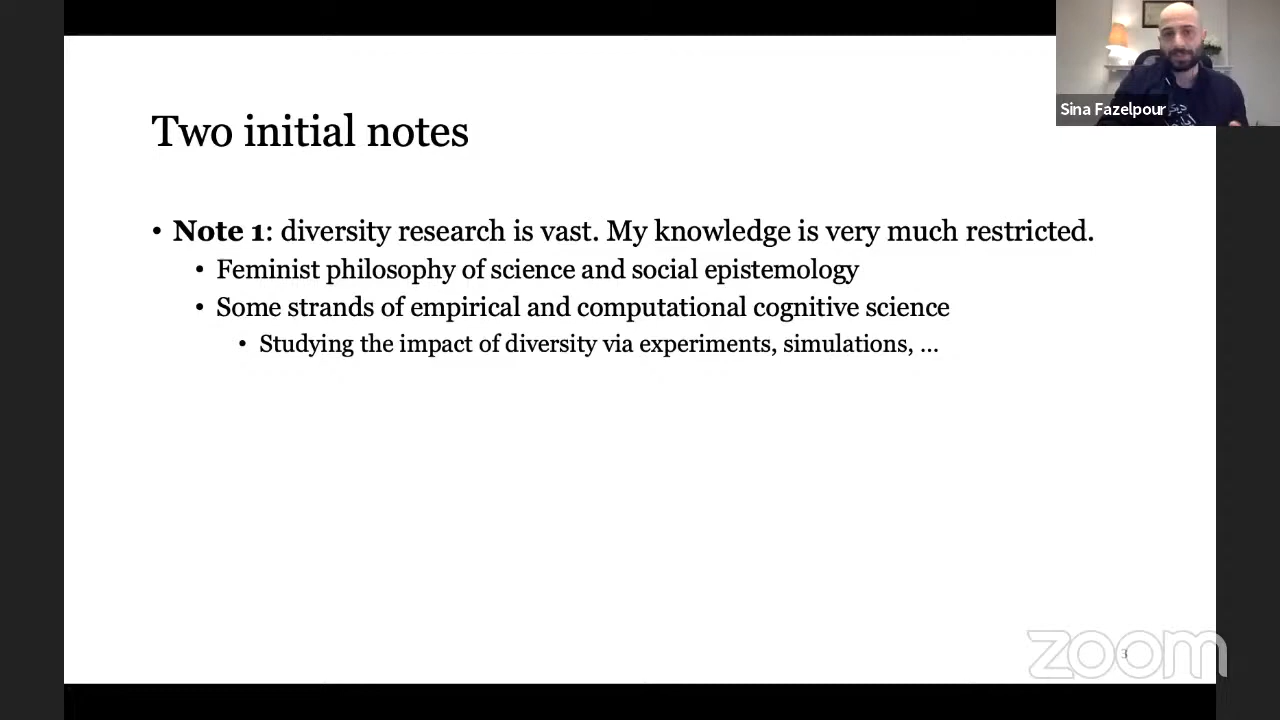 Two initial notes
• Note 1: diversity research is vast. My knowledge is very much restricted.
• Feminist philosophy of science and social epistemology
• Some strands of empirical and computational cognitive science
• Studying the impact of diversity via experiments, simulations, ...
Sina Fazelpour
3
zoom